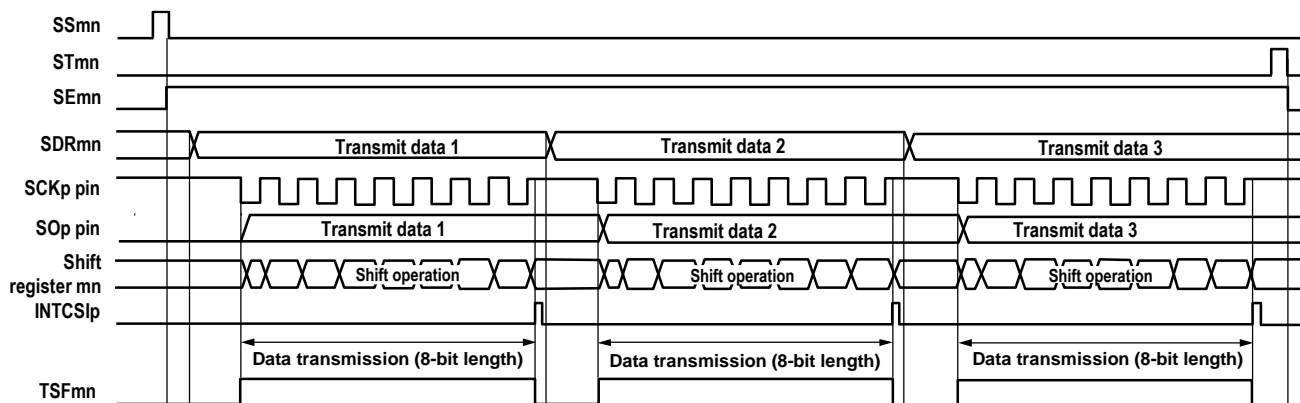 SSmn
STmn
SEmn
SDRmn Transmit data 1 Transmit data 2 Transmit data 3
SCKp pin
SOp pin Transmit data 1 Transmit data 2 Transmit data 3
Shift
register mn Shift operation Shift operation Shift operation
INTCSIp
Data transmission (8-bit length) Data transmission (8-bit length) Data transmission (8-bit length)
TSFmn